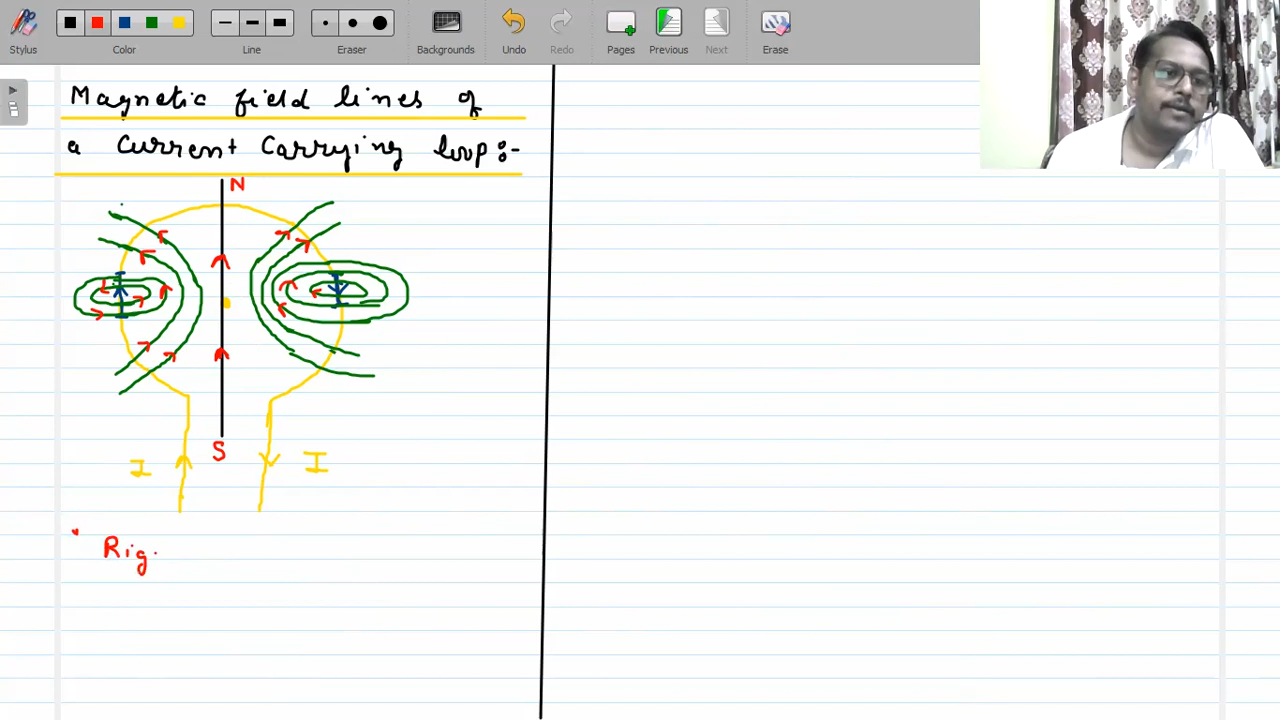 Stylus
Color
Line
Eraser
Backgrounds
Undo
Redo
Pages
Previous
Next
Erase
Magnetic field lines of
a Current Carrying loop :-
N
S
I
I
Rig.